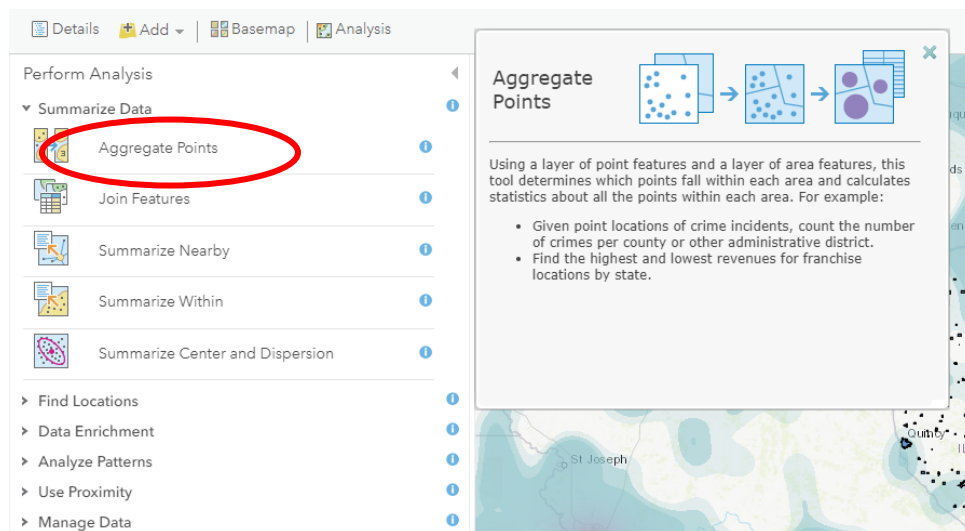 Details Add Basemap Analysis
Perform Analysis
Summarize Data
Aggregate Points
Join Features
Summarize Nearby
Summarize Within
Summarize Center and Dispersion
Find Locations
Data Enrichment
Analyze Patterns
Use Proximity
Manage Data
Aggregate
Points
Using a layer of point features and a layer of area features, this
tool determines which points fall within each area and calculates
statistics about all the points within each area. For example:
• Given point locations of crime incidents, count the number
of crimes per county or other administrative district.
• Find the highest and lowest revenues for franchise
locations by state.
St Joseph
Quincy